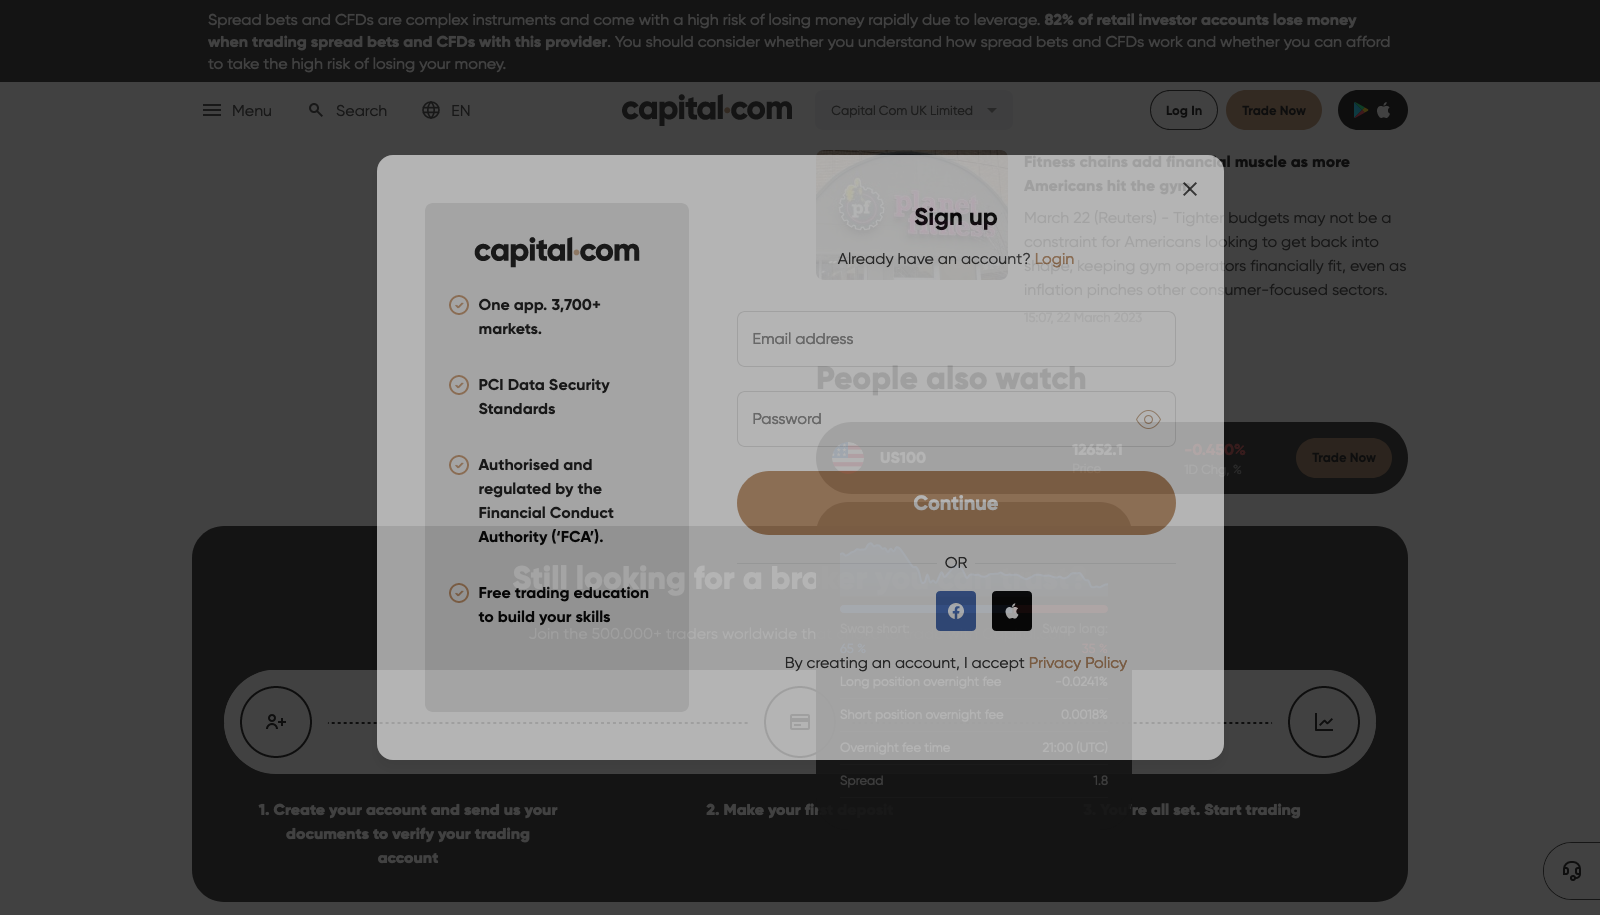 Spread bets and CFDs are complex instruments and come with a high risk of losing money rapidly due to leverage. 82% of retail investor accounts lose money
when trading spread bets and CFDs with this provider. You should consider whether you understand how spread bets and CFDs work and whether you can afford
to take the high risk of losing your money.
Menu
Search
EN
capital.com
Capital Com UK Limited
Log In
Trade Now
Fitness chains add financial muscle as more
Americans hit the gym
March 22 (Reuters) - Tighter budgets may not be a
constraint for Americans looking to get back into
shape, keeping gym operators financially fit, even as
inflation pinches other consumer-focused sectors.
15:07, 22 March 2023
pf
planet
fitness
capital.com
One app. 3,700+
markets.
PCI Data Security
Standards
Authorised and
regulated by the
Financial Conduct
Authority (‘FCA’).
Free trading education
to build your skills
Sign up
Already have an account? Login
Email address
Password
Continue
OR
By creating an account, I accept Privacy Policy
People also watch
US100
12652.1
Price
-0.450%
1D Chg, %
Trade Now
Still looking for a bro
Join the 500.000+ traders worldwide th
Swap short:
Swap long:
Long position overnight fee
-0.0241%
Short position overnight fee
0.0018%
Overnight fee time
21:00 (UTC)
Spread
1.8
1. Create your account and send us your
documents to verify your trading
account
2. Make your first deposit
3. You're all set. Start trading